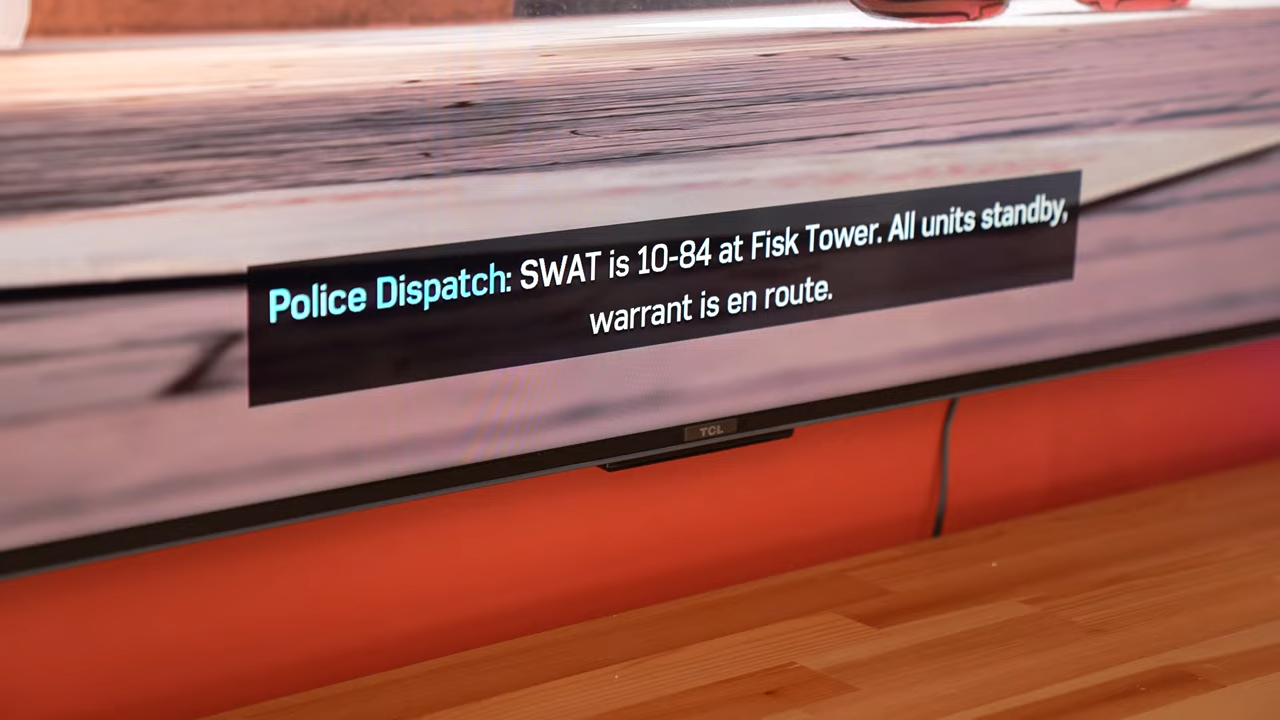 Police Dispatch: SWAT is 10-84 at Fisk Tower. All units standby,
warrant is en route.
TCL